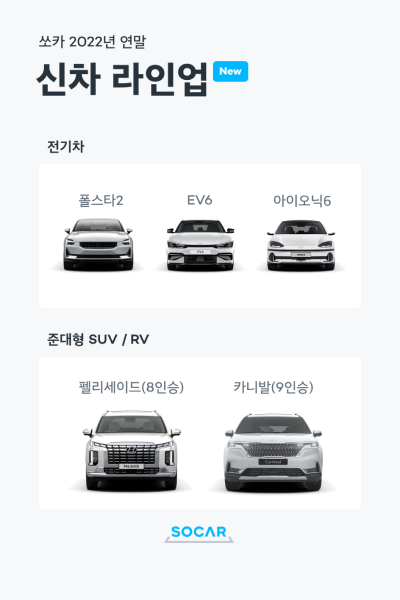 쏘카 2022년 연말
신차 라인업 New
전기차
폴스타2 EV6 아이오닉6
준대형 SUV / RV
펠리세이드(8인승) 카니발(9인승)
SOCAR